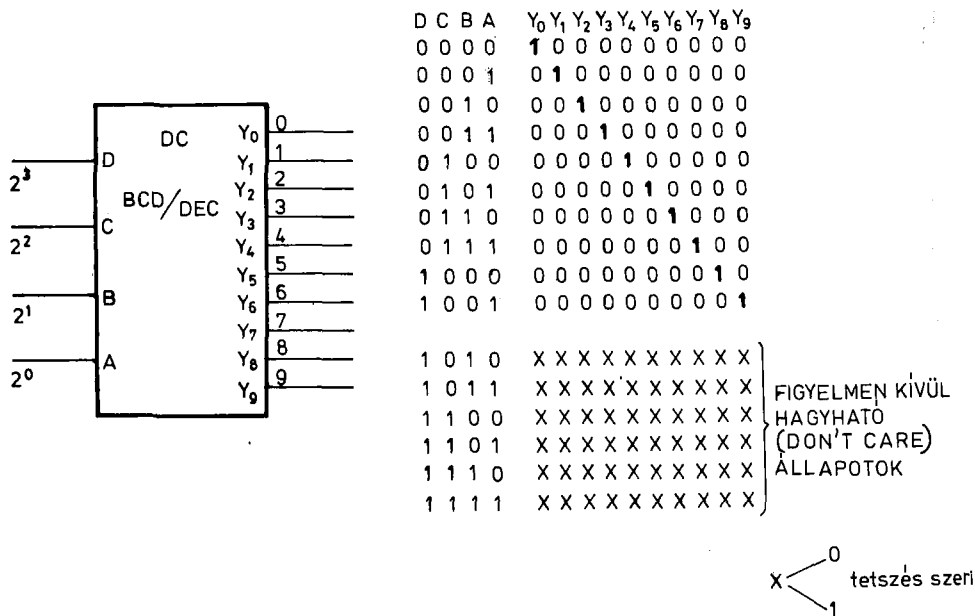 D C B A Y₀ Y₁ Y₂ Y₃ Y₄ Y₅ Y₆ Y₇ Y₈ Y₉
0 0 0 0 1 0 0 0 0 0 0 0 0 0
0 0 0 1 0 1 0 0 0 0 0 0 0 0
0 0 1 0 0 0 1 0 0 0 0 0 0 0
0 0 1 1 0 0 0 1 0 0 0 0 0 0
0 1 0 0 0 0 0 0 1 0 0 0 0 0
0 1 0 1 0 0 0 0 0 1 0 0 0 0
0 1 1 0 0 0 0 0 0 0 1 0 0 0
0 1 1 1 0 0 0 0 0 0 0 1 0 0
1 0 0 0 0 0 0 0 0 0 0 0 1 0
1 0 0 1 0 0 0 0 0 0 0 0 0 1
1 0 1 0 X X X X X X X X X X
1 0 1 1 X X X X X X X X X X
1 1 0 0 X X X X X X X X X X
1 1 0 1 X X X X X X X X X X
1 1 1 0 X X X X X X X X X X
1 1 1 1 X X X X X X X X X X
FIGYELMEN KÍVÜL
HAGYHATÓ
(DON'T CARE)
ÁLLAPOTOK
DC
BCD/DEC
2³ D
2² C
2¹ B
2⁰ A
Y₀ 0
Y₁ 1
Y₂ 2
Y₃ 3
Y₄ 4
Y₅ 5
Y₆ 6
Y₇ 7
Y₈ 8
Y₉ 9
0
X tetszés szeri
1